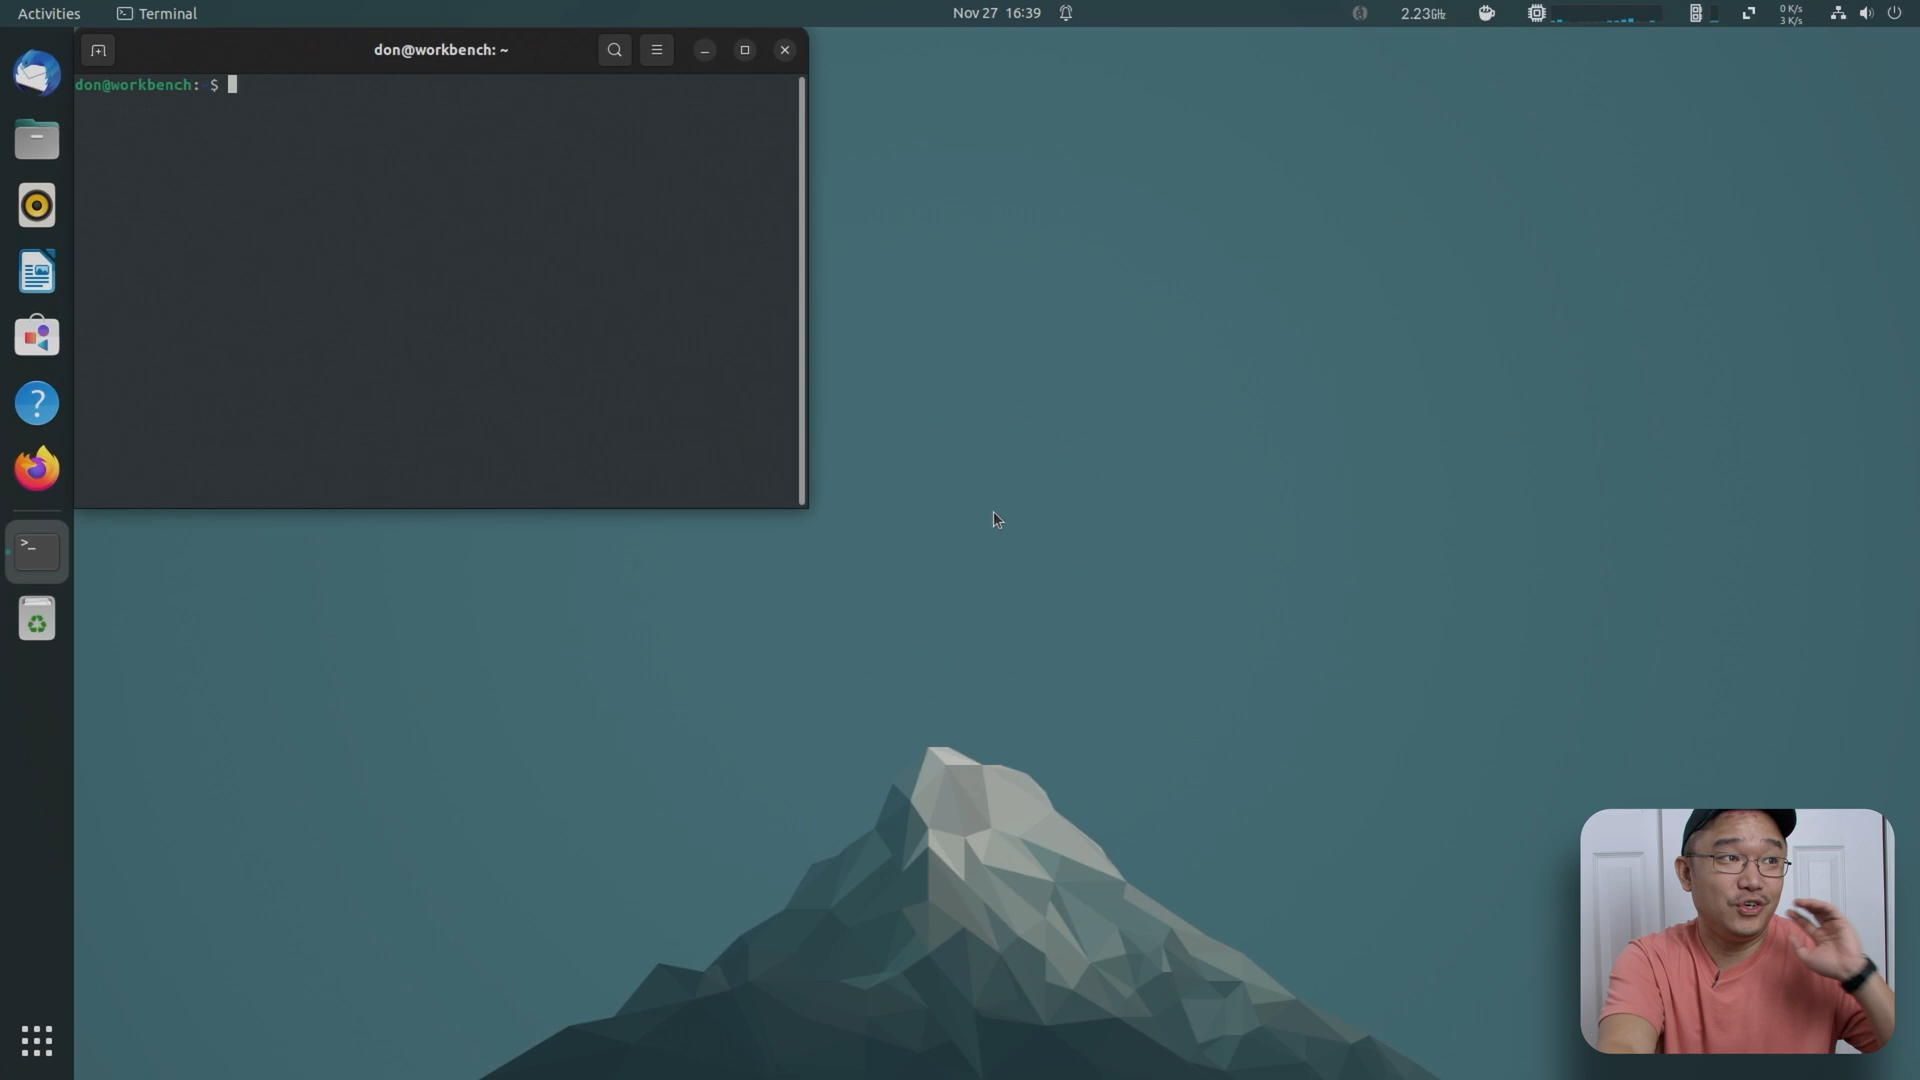 Activities
Terminal
Nov 27 16:39
2.23GHz
0 K/s
3 K/s
don@workbench: ~
don@workbench:~$
>_
?